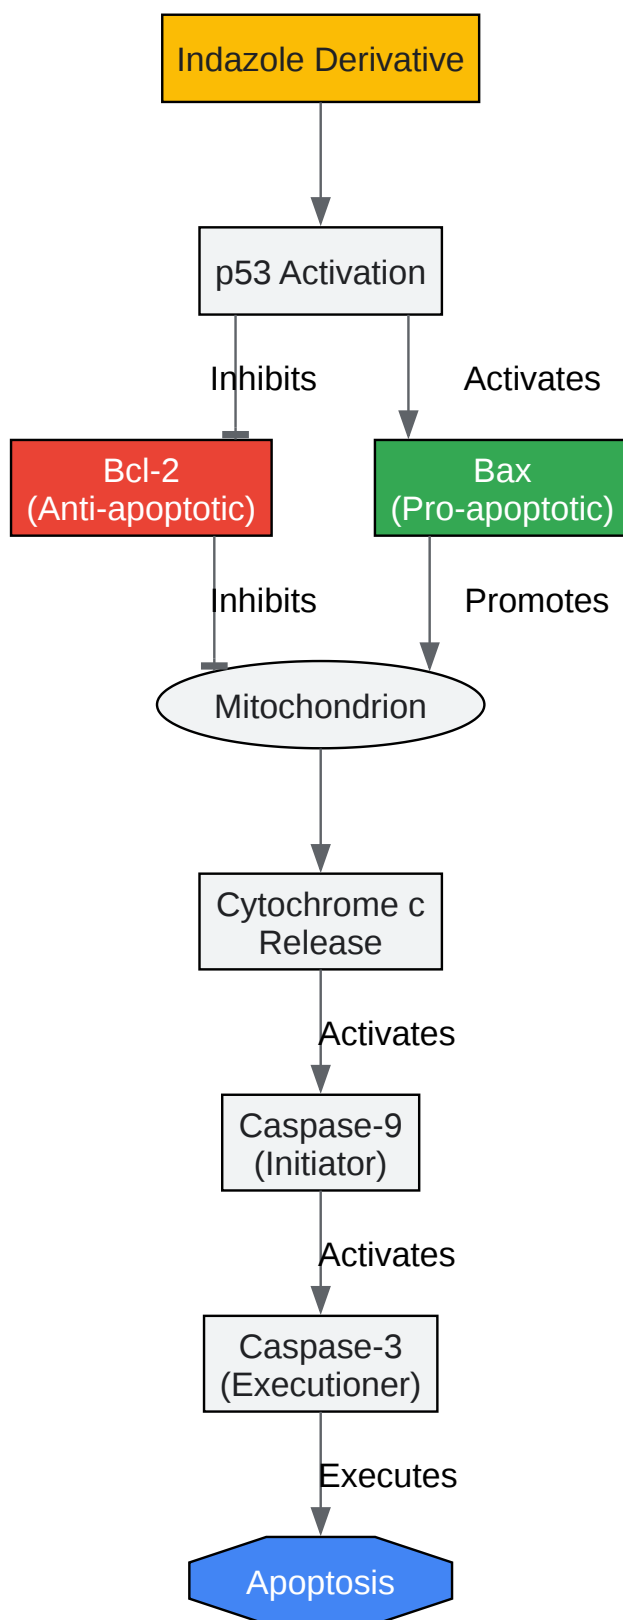 Indazole Derivative
p53 Activation
Inhibits
Activates
Bcl-2
(Anti-apoptotic)
Bax
(Pro-apoptotic)
Inhibits
Promotes
Mitochondrion
Cytochrome c
Release
Activates
Caspase-9
(Initiator)
Activates
Caspase-3
(Executioner)
Executes
Apoptosis